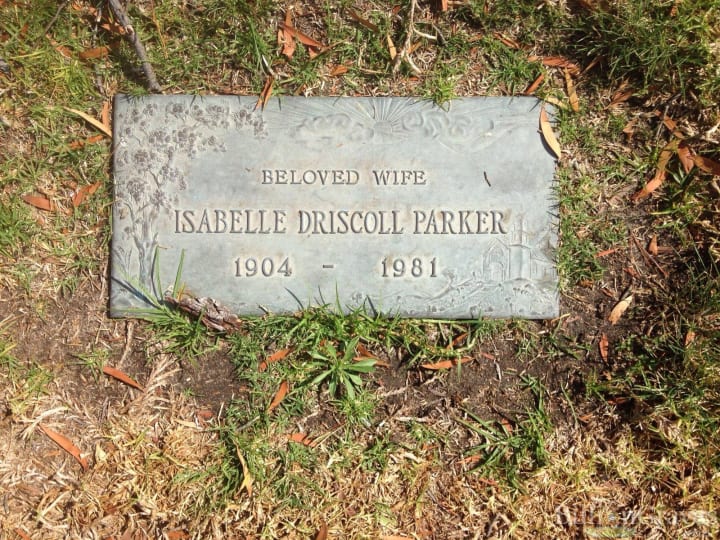 BELOVED WIFE
ISABELLE DRISCOLL PARKER
1904 - 1981